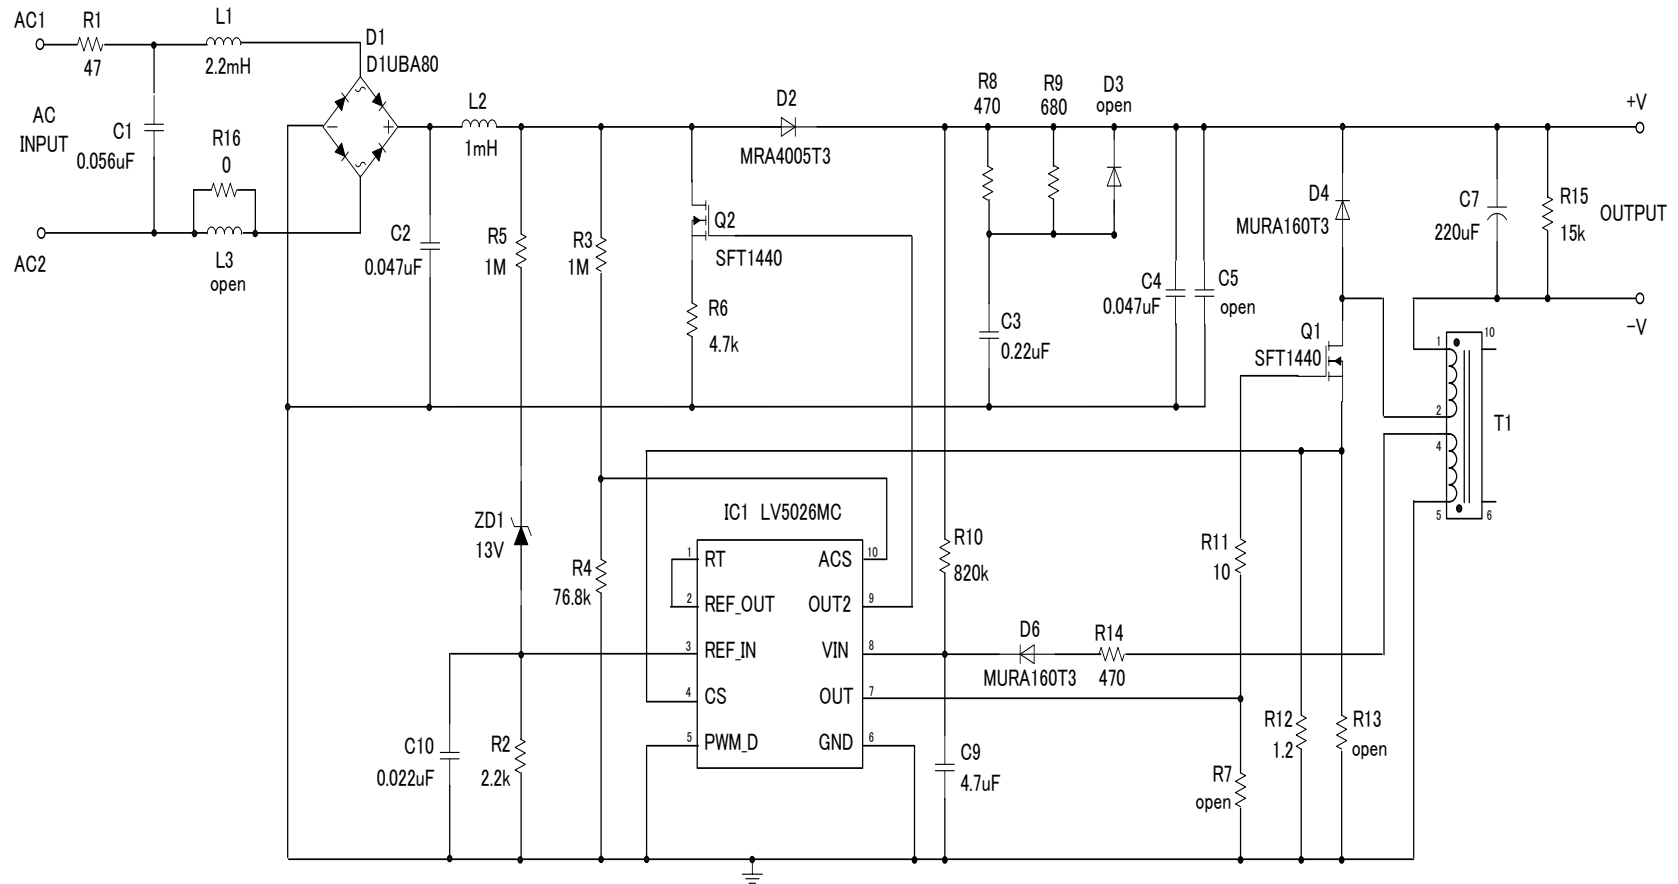 AC1
R1
47
L1
2.2mH
D1
D1UBA80
AC
INPUT
C1
0.056uF
R16
0
L3
open
AC2
~
−
+
~
L2
1mH
C2
0.047uF
R5
1M
R3
1M
Q2
SFT1440
R6
4.7k
D2
MRA4005T3
R8
470
R9
680
D3
open
C3
0.22uF
C4
0.047uF
C5
open
D4
MURA160T3
Q1
SFT1440
C7
220uF
R15
15k
+V
OUTPUT
−V
1
10
2
4
5
6
T1
ZD1
13V
R4
76.8k
IC1 LV5026MC
1 RT
ACS 10
2 REF_OUT
OUT2 9
3 REF_IN
VIN 8
4 CS
OUT 7
5 PWM_D
GND 6
R10
820k
D6
MURA160T3
R14
470
R11
10
C10
0.022uF
R2
2.2k
C9
4.7uF
R7
open
R12
1.2
R13
open